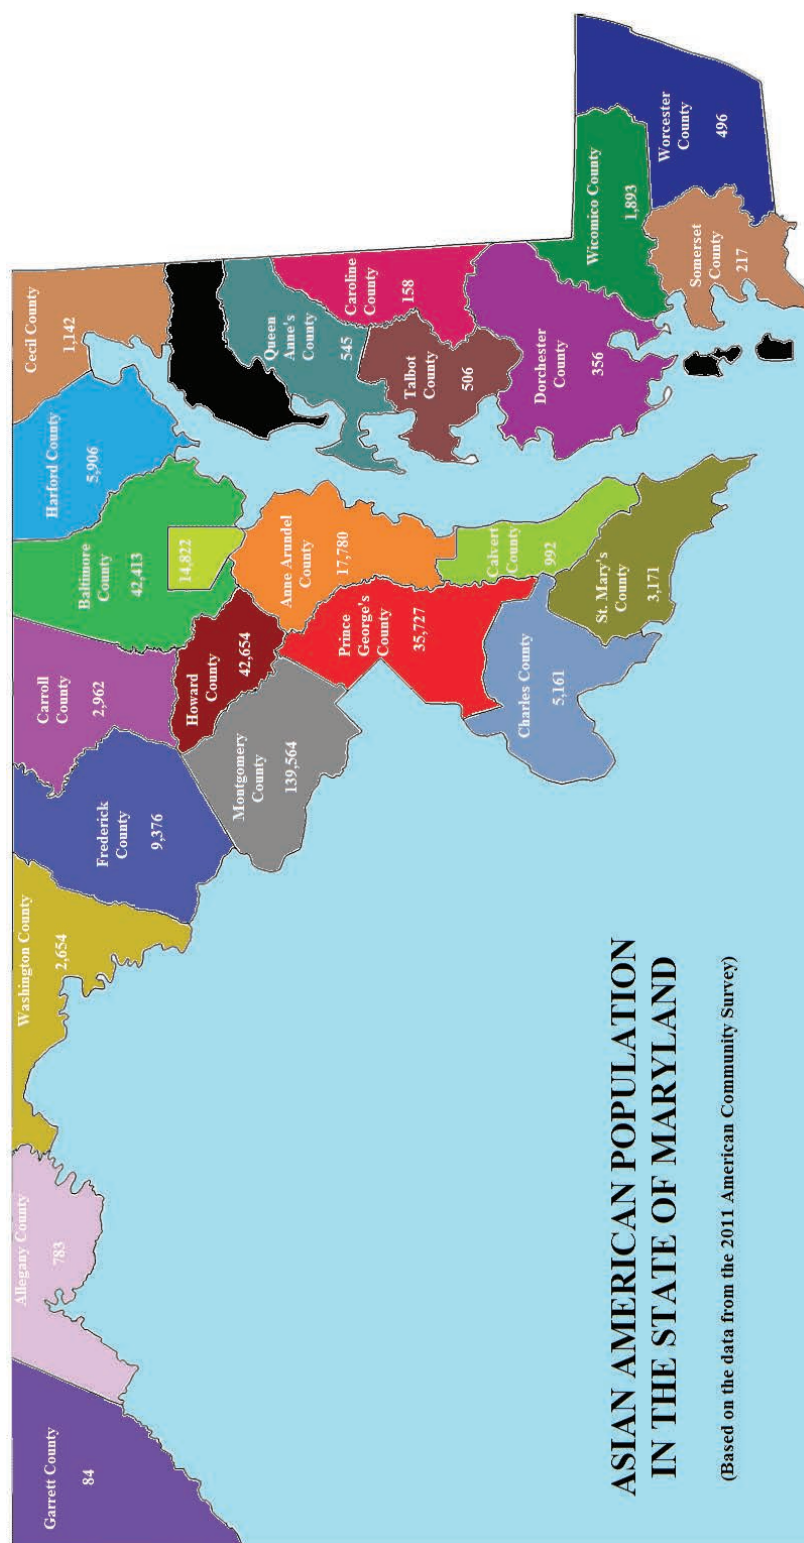 Garrett County
84
Allegany County
783
Washington County
2,654
Frederick
County
9,376
Carroll
County
2,962
Baltimore
County
42,413
14,822
Harford County
5,906
Cecil County
1,142
Howard
County
42,654
Montgomery
County
139,564
Anne Arundel
County
17,780
Prince
George's
County
35,727
Calvert
County
992
Charles County
5,161
St. Mary's
County
3,171
Queen
Anne's
County
545
Caroline
County
158
Talbot
County
506
Dorchester
County
356
Wicomico County
1,893
Somerset
County
217
Worcester
County
496
ASIAN AMERICAN POPULATION
IN THE STATE OF MARYLAND
(Based on the data from the 2011 American Community Survey)